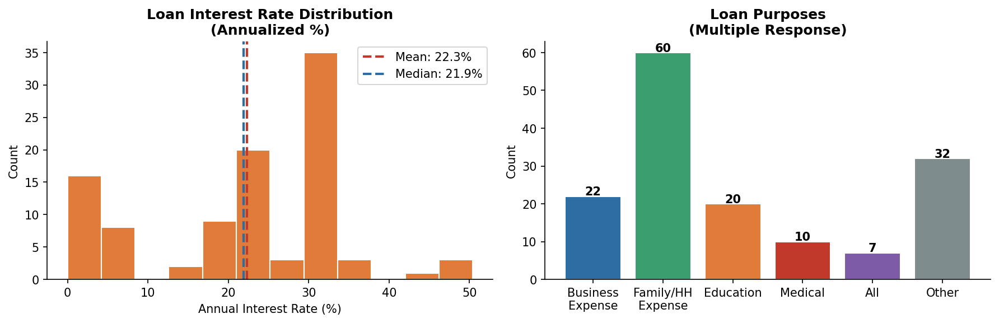 Loan Interest Rate Distribution
(Annualized %)
Mean: 22.3%
Median: 21.9%
Count
35
30
25
20
15
10
5
0
0 10 20 30 40 50
Annual Interest Rate (%)
Loan Purposes
(Multiple Response)
Count
60
50
40
30
20
10
0
22
60
20
10
7
32
Business
Expense
Family/HH
Expense
Education
Medical
All
Other